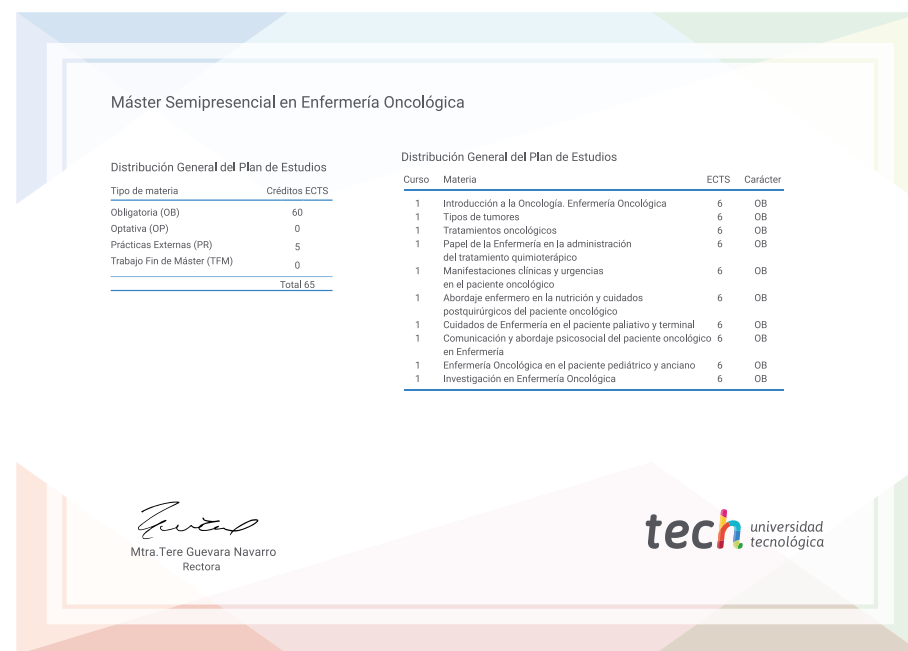 Máster Semipresencial en Enfermería Oncológica
Distribución General del Plan de Estudios
Tipo de materia Créditos ECTS
Obligatoria (OB) 60
Optativa (OP) 0
Prácticas Externas (PR) 5
Trabajo Fin de Máster (TFM) 0
Total 65
Distribución General del Plan de Estudios
Curso Materia ECTS Carácter
1 Introducción a la Oncología. Enfermería Oncológica 6 OB
1 Tipos de tumores 6 OB
1 Tratamientos oncológicos 6 OB
1 Papel de la Enfermería en la administración 6 OB
del tratamiento quimioterápico
1 Manifestaciones clínicas y urgencias 6 OB
en el paciente oncológico
1 Abordaje enfermero en la nutrición y cuidados 6 OB
postquirúrgicos del paciente oncológico
1 Cuidados de Enfermería en el paciente paliativo y terminal 6 OB
1 Comunicación y abordaje psicosocial del paciente oncológico 6 OB
en Enfermería
1 Enfermería Oncológica en el paciente pediátrico y anciano 6 OB
1 Investigación en Enfermería Oncológica 6 OB
Mtra.Tere Guevara Navarro
Rectora
tech universidad
tecnológica